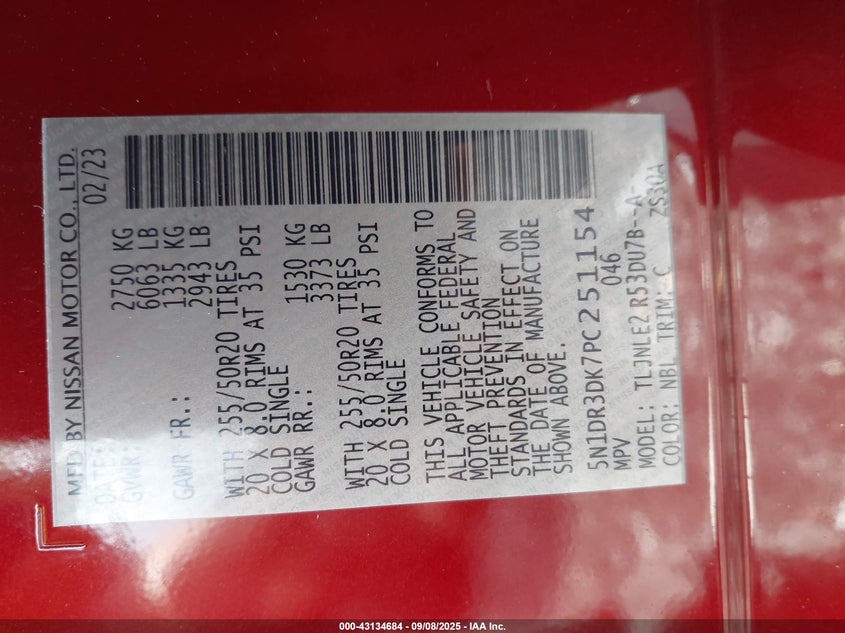 MFD BY NISSAN MOTOR CO., LTD.
DATE: 02/23
GVWR: 2750 KG
6063 LB
GAWR FR.: 1335 KG
2943 LB
WITH 255/50R20 TIRES
20 X 8.0 RIMS AT 35 PSI
COLD SINGLE
GAWR RR.: 1530 KG
3373 LB
WITH 255/50R20 TIRES
20 X 8.0 RIMS AT 35 PSI
COLD SINGLE
THIS VEHICLE CONFORMS TO
ALL APPLICABLE FEDERAL
MOTOR VEHICLE SAFETY AND
THEFT PREVENTION
STANDARDS IN EFFECT ON
THE DATE OF MANUFACTURE
SHOWN ABOVE.
5N1DR3DK7PC251154
MPV 046
MODEL: TLJNLE2 R53DU7B--A-
COLOR: NBL TRIM: C ZS30A
000-43134684 - 09/08/2025 - IAA Inc.